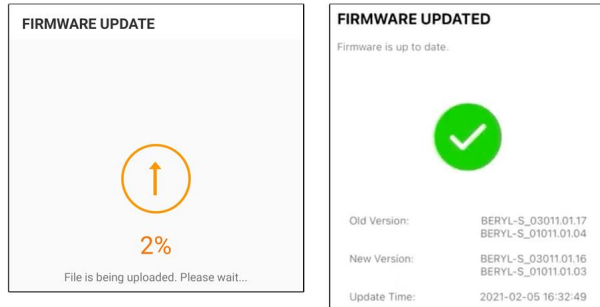 FIRMWARE UPDATE
2%
File is being uploaded. Please wait...
FIRMWARE UPDATED
Firmware is up to date.
Old Version: BERYL-S_03011.01.17
BERYL-S_01011.01.04
New Version: BERYL-S_03011.01.16
BERYL-S_01011.01.03
Update Time: 2021-02-05 16:32:49